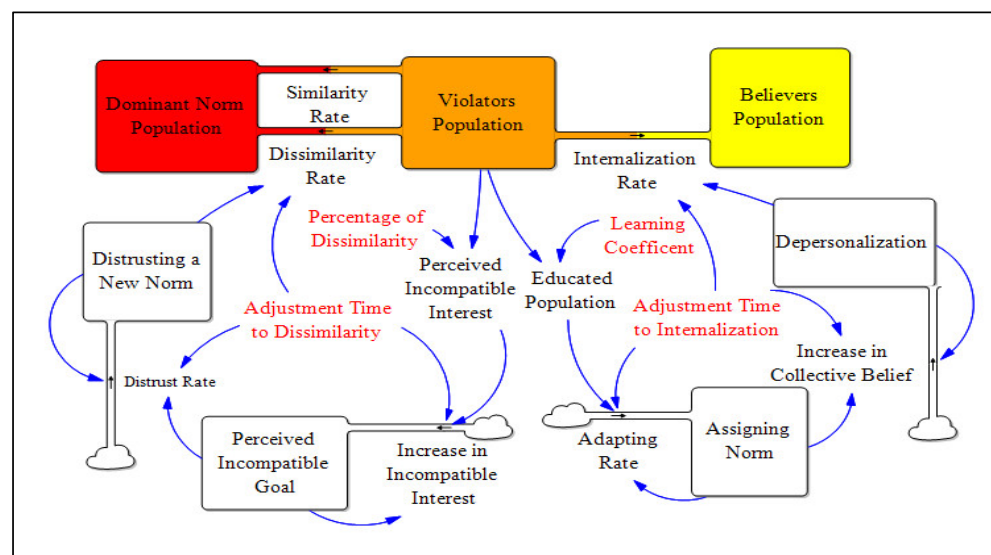 Dominant Norm
Population
Similarity
Rate
Violators
Population
Believers
Population
Dissimilarity
Rate
Internalization
Rate
Percentage of
Dissimilarity
Learning
Coefficent
Distrusting a
New Norm
Perceived
Incompatible
Interest
Educated
Population
Depersonalization
Adjustment Time
to Dissimilarity
Adjustment Time
to Internalization
Distrust Rate
Increase in
Collective Belief
Perceived
Incompatible
Goal
Increase in
Incompatible
Interest
Adapting
Rate
Assigning
Norm